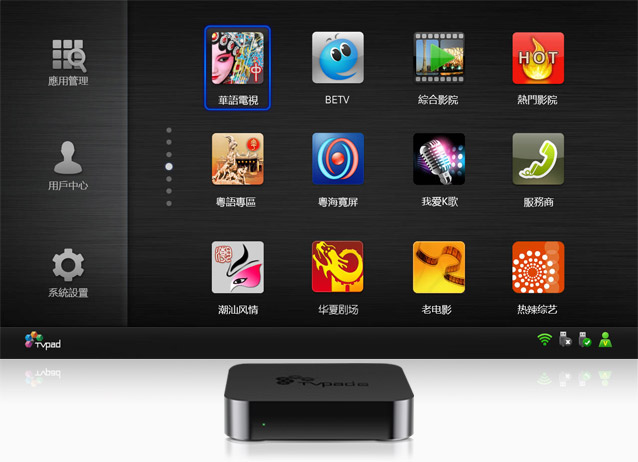 應用管理
用戶中心
系統設置
中
華語電視
BETV
綜合影院
HOT
熱門影院
粵
粵語專區
粵海寬屏
我爱K歌
服務商
潮汕风情
华夏剧场
老电影
热辣综艺
TVpad
TVpad